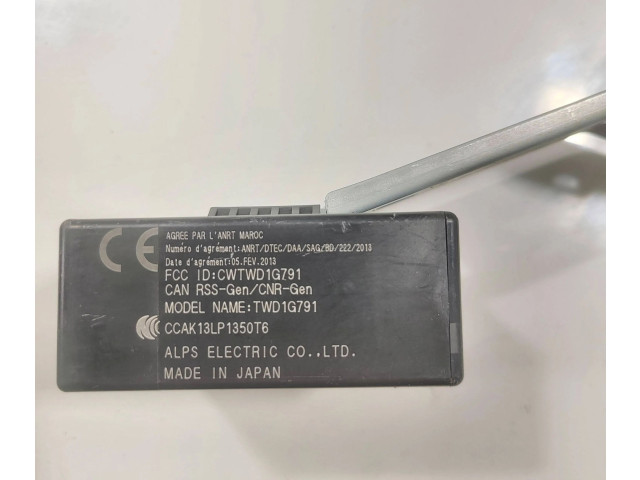 CE
AGREE PAR L'ANRT MAROC
Numéro d'agrément:ANRT/DTEC/DAA/SAG/BD/222/2013
Date d'agrément:05.FEV.2013
FCC ID:CWTWD1G791
CAN RSS-Gen/CNR-Gen
MODEL NAME:TWD1G791
CCAK13LP1350T6
ALPS ELECTRIC CO.,LTD.
MADE IN JAPAN